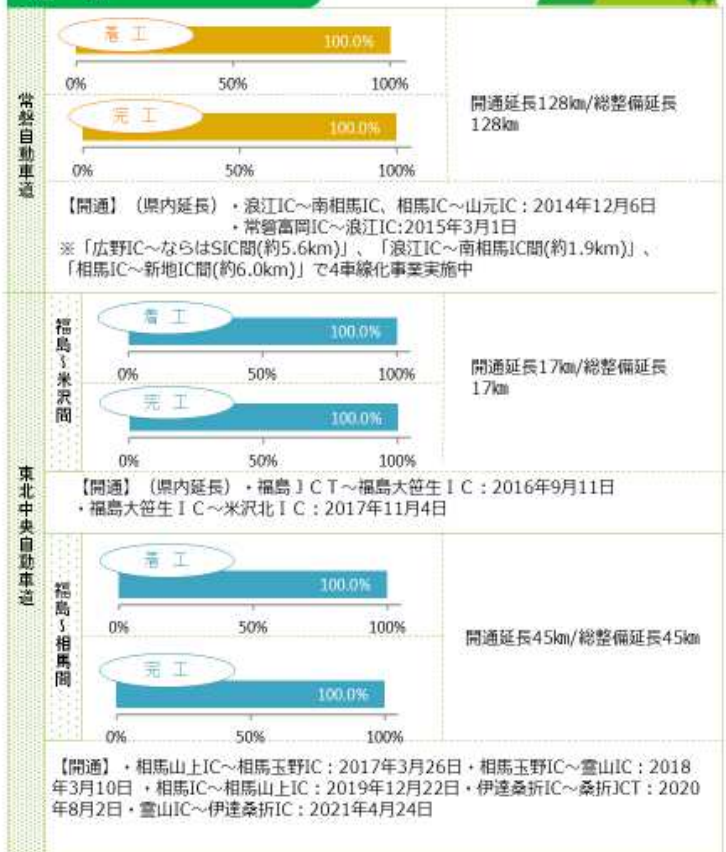 常磐自動車道
着 工
100.0%
0% 50% 100%
完 工
100.0%
0% 50% 100%
開通延長128㎞/総整備延長
128㎞
【開通】（県内延長）・浪江IC～南相馬IC、相馬IC～山元IC：2014年12月6日
・常磐富岡IC～浪江IC:2015年3月1日
※「広野IC～ならはSIC間(約5.6km)」、「浪江IC～南相馬IC間(約1.9km)」、
「相馬IC～新地IC間(約6.0km)」で4車線化事業実施中
東北中央自動車道
福島～米沢間
着 工
100.0%
0% 50% 100%
完 工
100.0%
0% 50% 100%
開通延長17㎞/総整備延長
17㎞
【開通】（県内延長）・福島ＪＣＴ～福島大笹生ＩＣ：2016年9月11日
・福島大笹生ＩＣ～米沢北ＩＣ：2017年11月4日
福島～相馬間
着 工
100.0%
0% 50% 100%
完 工
100.0%
0% 50% 100%
開通延長45㎞/総整備延長45㎞
【開通】・相馬山上IC～相馬玉野IC：2017年3月26日・相馬玉野IC～霊山IC：2018
年3月10日 ・相馬IC～相馬山上IC：2019年12月22日・伊達桑折IC～桑折JCT：2020
年8月2日・霊山IC～伊達桑折IC：2021年4月24日